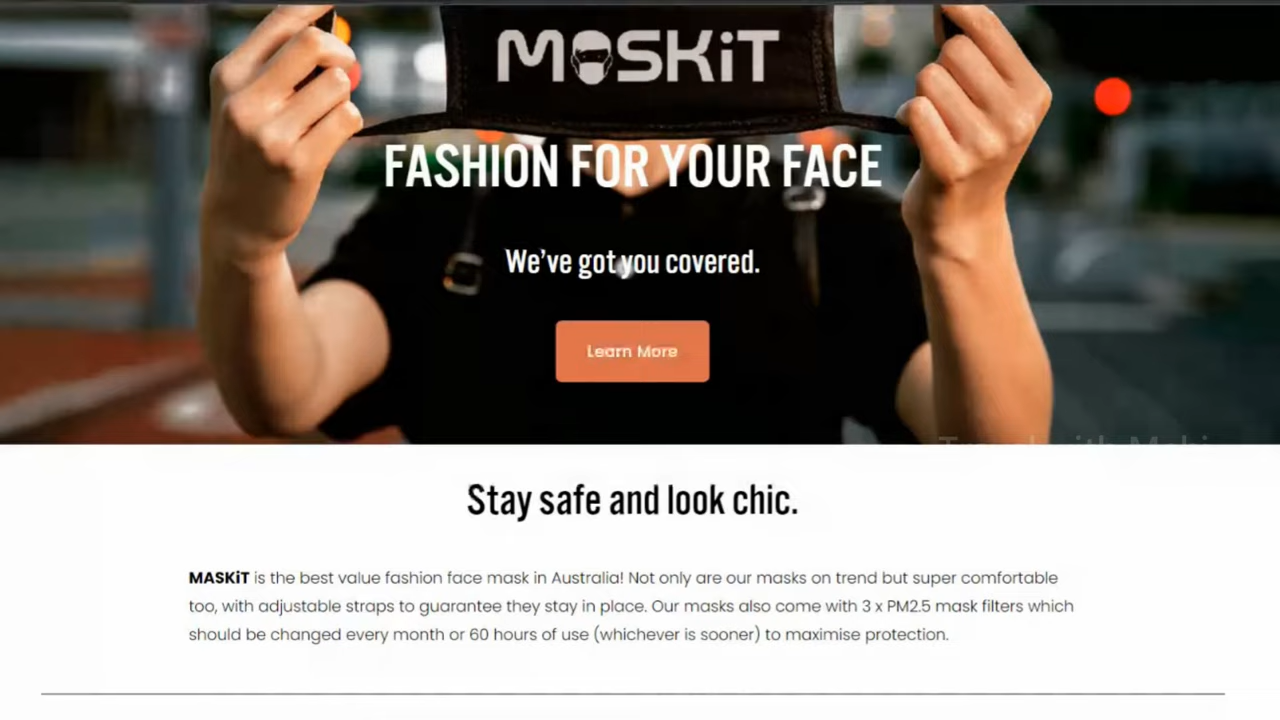 MASKiT
FASHION FOR YOUR FACE
We've got you covered.
Learn More
Stay safe and look chic.
MASKiT is the best value fashion face mask in Australia! Not only are our masks on trend but super comfortable
too, with adjustable straps to guarantee they stay in place. Our masks also come with 3 x PM2.5 mask filters which
should be changed every month or 60 hours of use (whichever is sooner) to maximise protection.